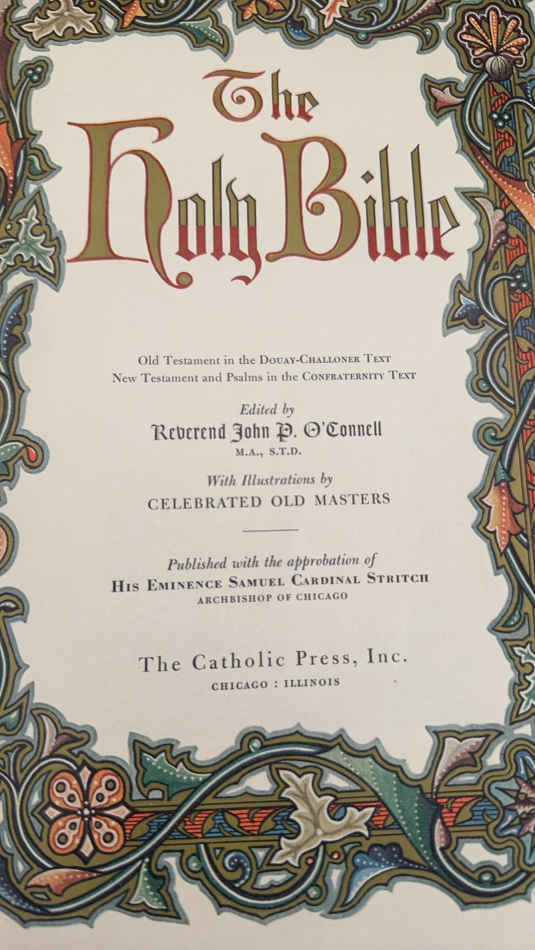 The
Holy Bible
Old Testament in the DOUAY-CHALLONER TEXT
New Testament and Psalms in the CONFRATERNITY TEXT
Edited by
Reverend John P. O'Connell
M.A., S.T.D.
With Illustrations by
CELEBRATED OLD MASTERS
Published with the approbation of
HIS EMINENCE SAMUEL CARDINAL STRITCH
ARCHBISHOP OF CHICAGO
The Catholic Press, Inc.
CHICAGO : ILLINOIS